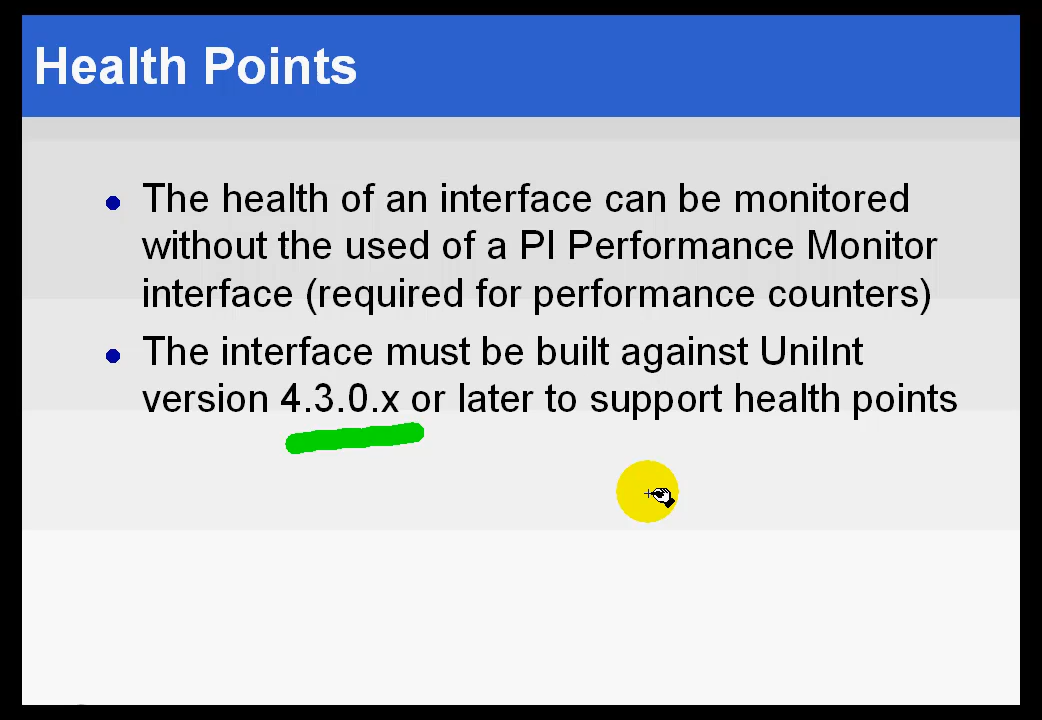 Health Points
The health of an interface can be monitored
without the used of a PI Performance Monitor
interface (required for performance counters)
The interface must be built against UniInt
version 4.3.0.x or later to support health points